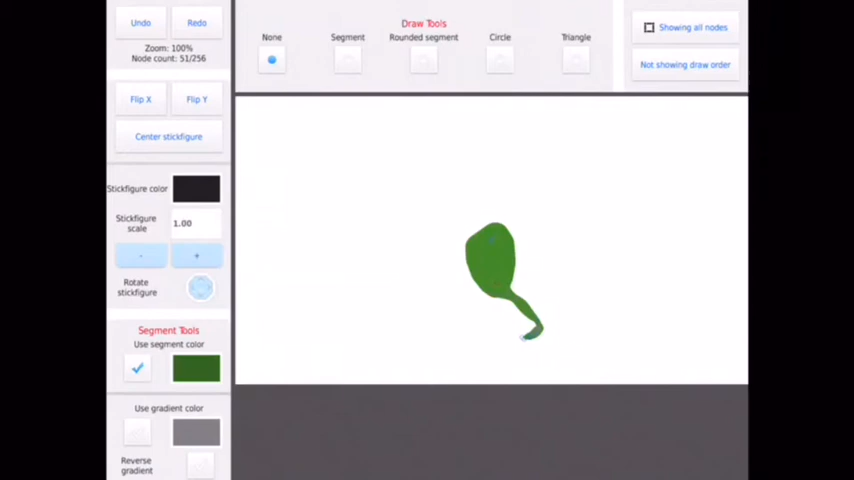 Undo Redo
Zoom: 100%
Node count: 51/256
Flip X Flip Y
Center stickfigure
Stickfigure color
Stickfigure
scale
1.00
- +
Rotate
stickfigure
Segment Tools
Use segment color
Use gradient color
Reverse
gradient
Draw Tools
None Segment Rounded segment Circle Triangle
Showing all nodes
Not showing draw order